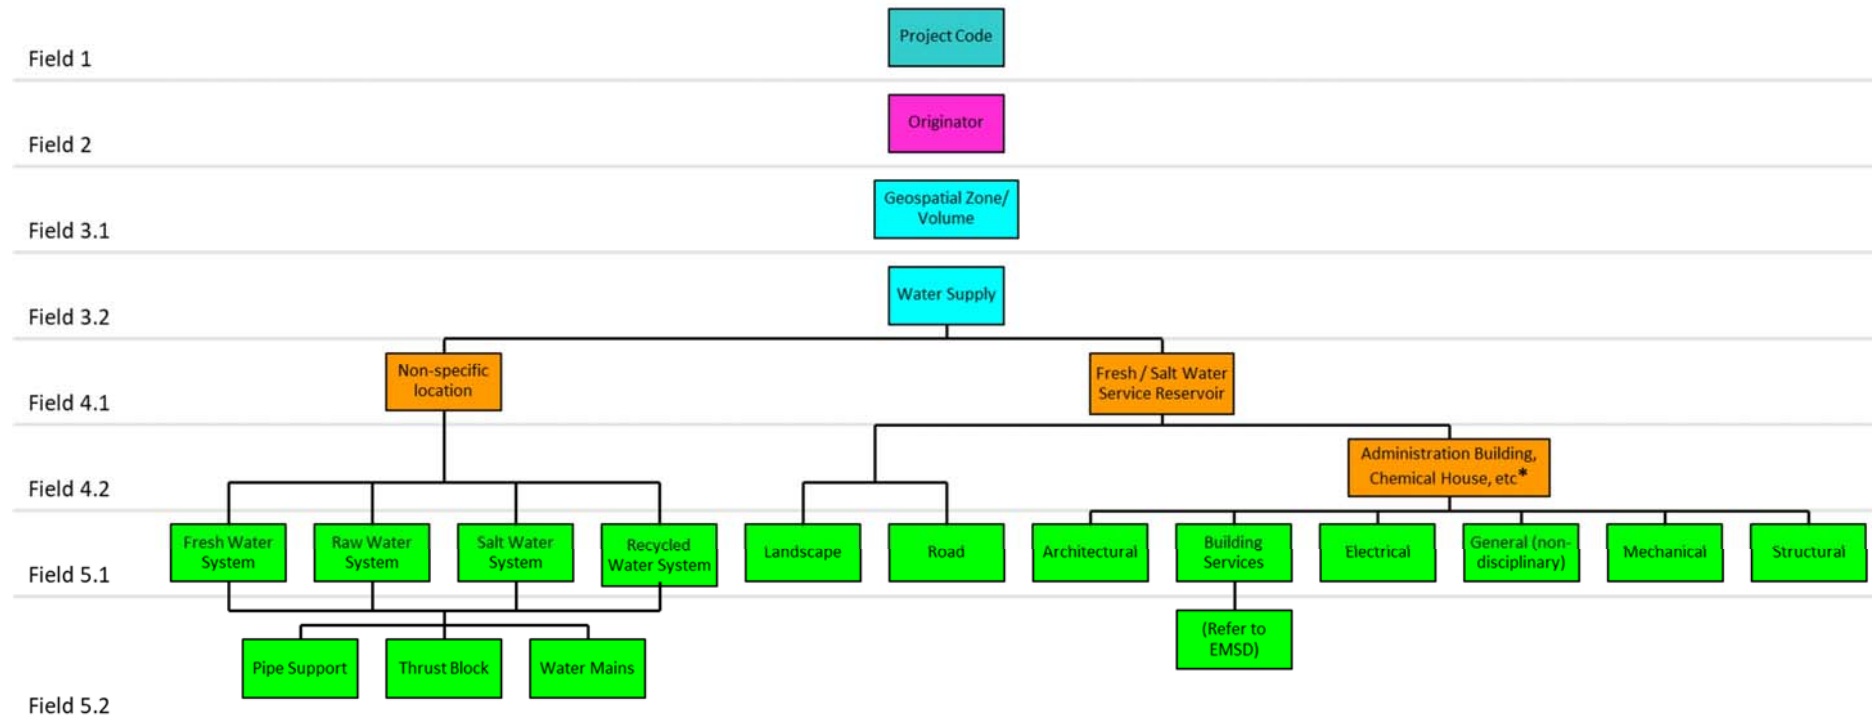 Project Code
Field 1
Originator
Field 2
Geospatial Zone/
Volume
Field 3.1
Water Supply
Field 3.2
Non-specific
location
Fresh / Salt Water
Service Reservoir
Field 4.1
Administration Building,
Chemical House, etc*
Field 4.2
Fresh Water
System
Raw Water
System
Salt Water
System
Recycled
Water System
Landscape
Road
Architectural
Building
Services
Electrical
General (non-
disciplinary)
Mechanical
Structural
Field 5.1
Pipe Support
Thrust Block
Water Mains
(Refer to
EMSD)
Field 5.2